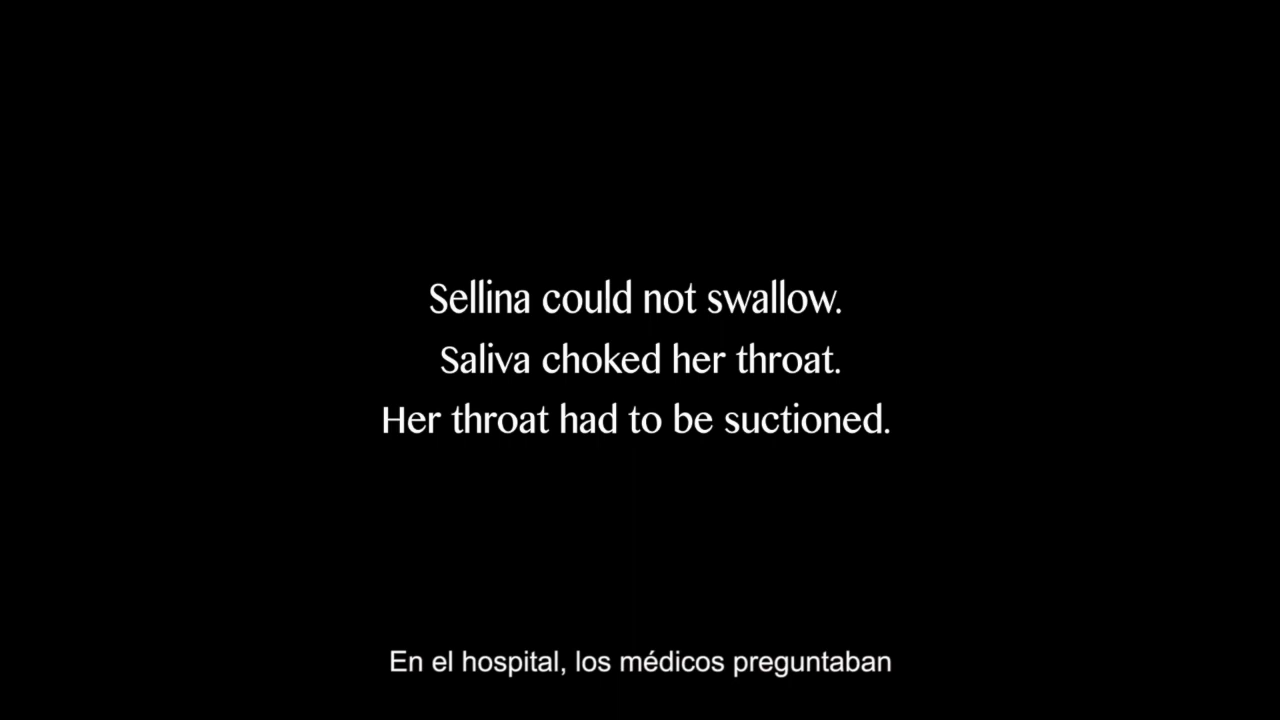 Sellina could not swallow.
Saliva choked her throat.
Her throat had to be suctioned.
En el hospital, los médicos preguntaban